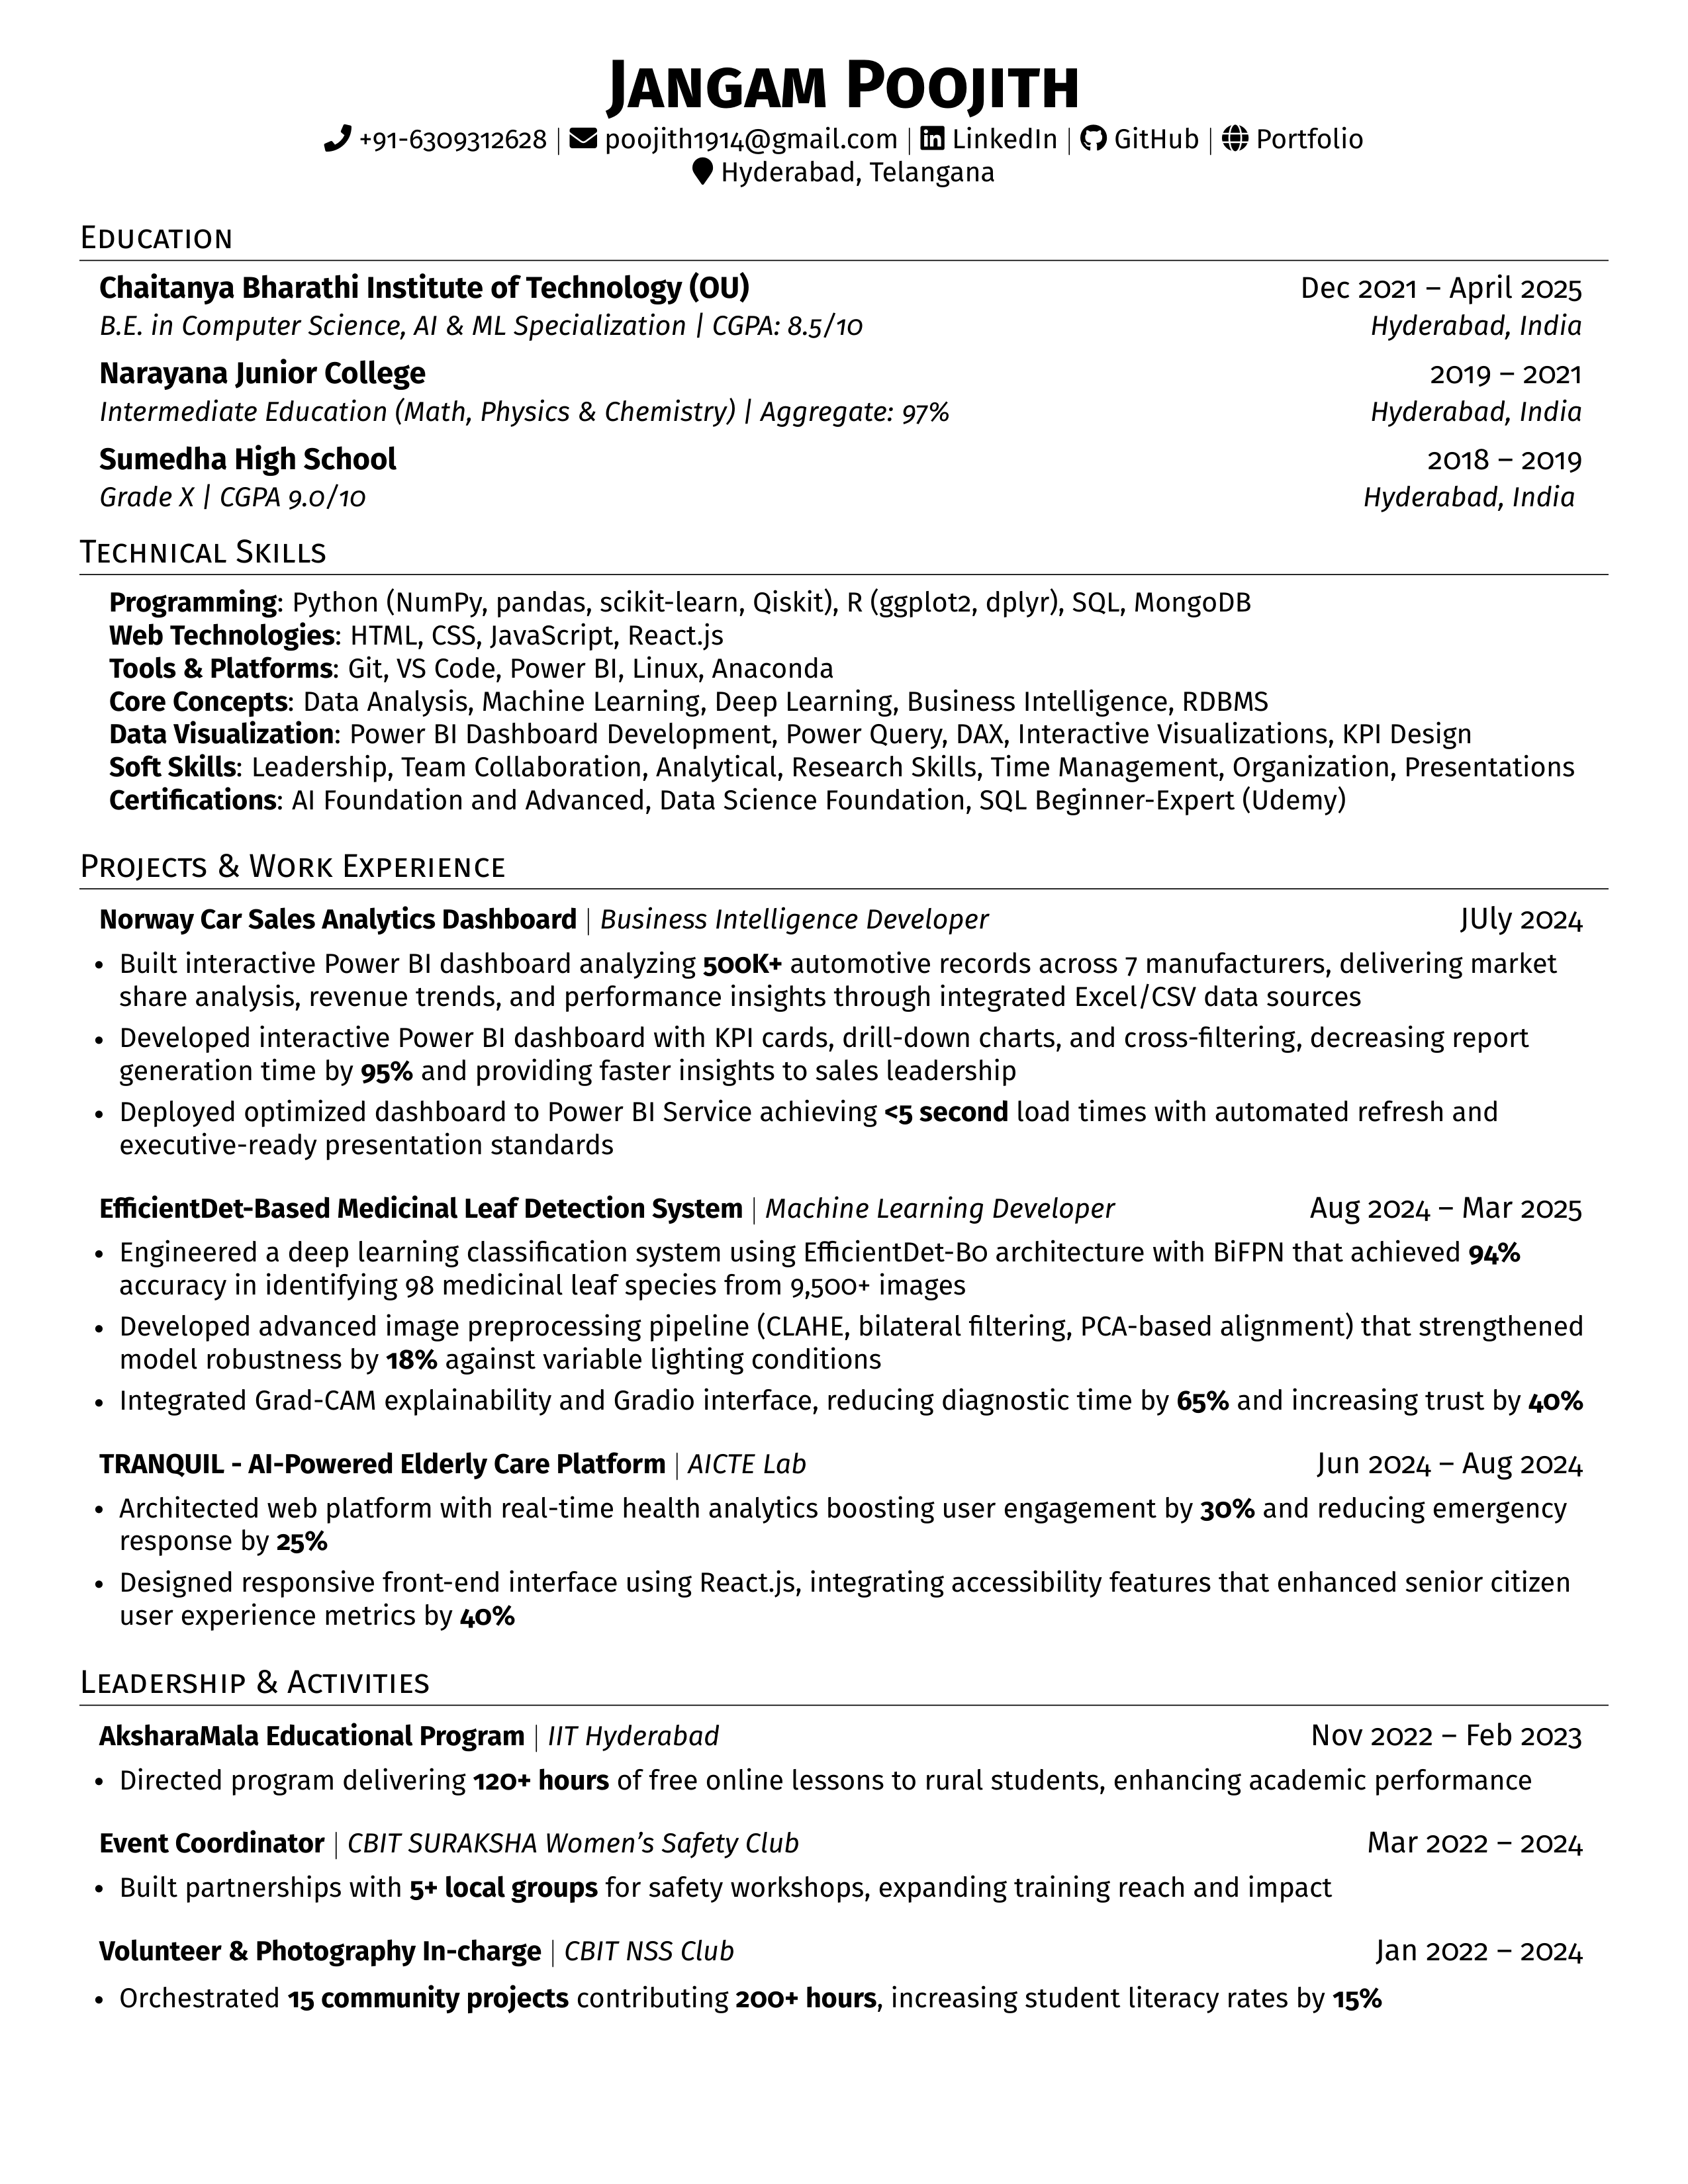 Jangam Poojith
+91-6309312628 | poojith1914@gmail.com | LinkedIn | GitHub | Portfolio
Hyderabad, Telangana
Education
Chaitanya Bharathi Institute of Technology (OU) Dec 2021 – April 2025
B.E. in Computer Science, AI & ML Specialization | CGPA: 8.5/10 Hyderabad, India
Narayana Junior College 2019 – 2021
Intermediate Education (Math, Physics & Chemistry) | Aggregate: 97% Hyderabad, India
Sumedha High School 2018 – 2019
Grade X | CGPA 9.0/10 Hyderabad, India
Technical Skills
Programming: Python (NumPy, pandas, scikit-learn, Qiskit), R (ggplot2, dplyr), SQL, MongoDB
Web Technologies: HTML, CSS, JavaScript, React.js
Tools & Platforms: Git, VS Code, Power BI, Linux, Anaconda
Core Concepts: Data Analysis, Machine Learning, Deep Learning, Business Intelligence, RDBMS
Data Visualization: Power BI Dashboard Development, Power Query, DAX, Interactive Visualizations, KPI Design
Soft Skills: Leadership, Team Collaboration, Analytical, Research Skills, Time Management, Organization, Presentations
Certifications: AI Foundation and Advanced, Data Science Foundation, SQL Beginner-Expert (Udemy)
Projects & Work Experience
Norway Car Sales Analytics Dashboard | Business Intelligence Developer JUly 2024
• Built interactive Power BI dashboard analyzing 500K+ automotive records across 7 manufacturers, delivering market
share analysis, revenue trends, and performance insights through integrated Excel/CSV data sources
• Developed interactive Power BI dashboard with KPI cards, drill-down charts, and cross-filtering, decreasing report
generation time by 95% and providing faster insights to sales leadership
• Deployed optimized dashboard to Power BI Service achieving <5 second load times with automated refresh and
executive-ready presentation standards
EfficientDet-Based Medicinal Leaf Detection System | Machine Learning Developer Aug 2024 – Mar 2025
• Engineered a deep learning classification system using EfficientDet-B0 architecture with BiFPN that achieved 94%
accuracy in identifying 98 medicinal leaf species from 9,500+ images
• Developed advanced image preprocessing pipeline (CLAHE, bilateral filtering, PCA-based alignment) that strengthened
model robustness by 18% against variable lighting conditions
• Integrated Grad-CAM explainability and Gradio interface, reducing diagnostic time by 65% and increasing trust by 40%
TRANQUIL - AI-Powered Elderly Care Platform | AICTE Lab Jun 2024 – Aug 2024
• Architected web platform with real-time health analytics boosting user engagement by 30% and reducing emergency
response by 25%
• Designed responsive front-end interface using React.js, integrating accessibility features that enhanced senior citizen
user experience metrics by 40%
Leadership & Activities
AksharaMala Educational Program | IIT Hyderabad Nov 2022 – Feb 2023
• Directed program delivering 120+ hours of free online lessons to rural students, enhancing academic performance
Event Coordinator | CBIT SURAKSHA Women's Safety Club Mar 2022 – 2024
• Built partnerships with 5+ local groups for safety workshops, expanding training reach and impact
Volunteer & Photography In-charge | CBIT NSS Club Jan 2022 – 2024
• Orchestrated 15 community projects contributing 200+ hours, increasing student literacy rates by 15%